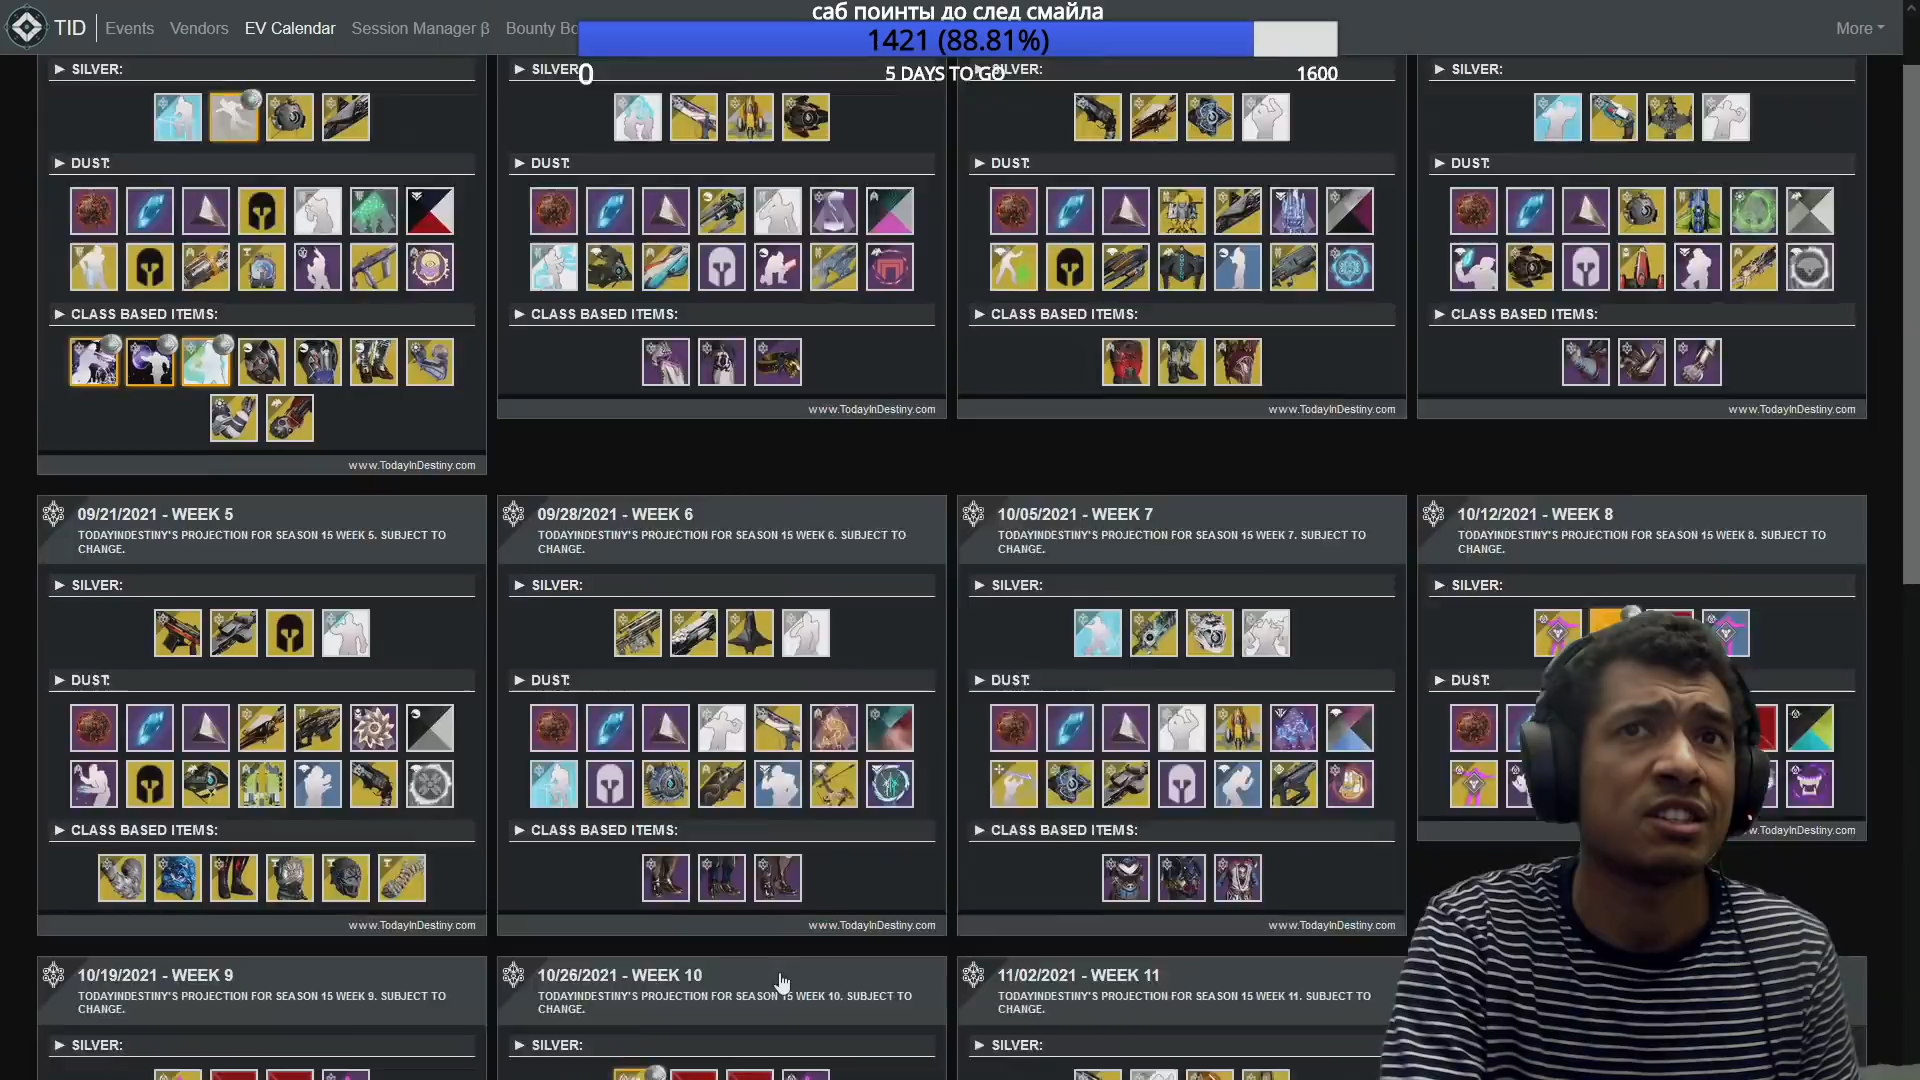 TID
Events
Vendors
EV Calendar
Session Manager β
More
саб поинты до след смайла
1421 (88.81%)
0
5 DAYS TO GO
1600
SILVER:
SILVER
SILVER:
SILVER:
DUST:
DUST:
DUST:
DUST:
CLASS BASED ITEMS:
CLASS BASED ITEMS:
CLASS BASED ITEMS:
CLASS BASED ITEMS:
www.TodayInDestiny.com
www.TodayInDestiny.com
www.TodayInDestiny.com
www.TodayInDestiny.com
09/21/2021 - WEEK 5
TODAYINDESTINY'S PROJECTION FOR SEASON 15 WEEK 5. SUBJECT TO
CHANGE.
SILVER:
DUST:
CLASS BASED ITEMS:
www.TodayInDestiny.com
09/28/2021 - WEEK 6
TODAYINDESTINY'S PROJECTION FOR SEASON 15 WEEK 6. SUBJECT TO
CHANGE.
SILVER:
DUST:
CLASS BASED ITEMS:
www.TodayInDestiny.com
10/05/2021 - WEEK 7
TODAYINDESTINY'S PROJECTION FOR SEASON 15 WEEK 7. SUBJECT TO
CHANGE.
SILVER:
DUST:
CLASS BASED ITEMS:
www.TodayInDestiny.com
10/12/2021 - WEEK 8
TODAYINDESTINY'S PROJECTION FOR SEASON 15 WEEK 8. SUBJECT TO
CHANGE.
SILVER:
DUST:
.TodayInDestiny.com
10/19/2021 - WEEK 9
TODAYINDESTINY'S PROJECTION FOR SEASON 15 WEEK 9. SUBJECT TO
CHANGE.
SILVER:
10/26/2021 - WEEK 10
TODAYINDESTINY'S PROJECTION FOR SEASON 15 WEEK 10. SUBJECT TO
CHANGE.
SILVER:
11/02/2021 - WEEK 11
TODAYINDESTINY'S PROJECTION FOR SEASON 15 WEEK 11. SUBJECT TO
CHANGE.
SILVER: